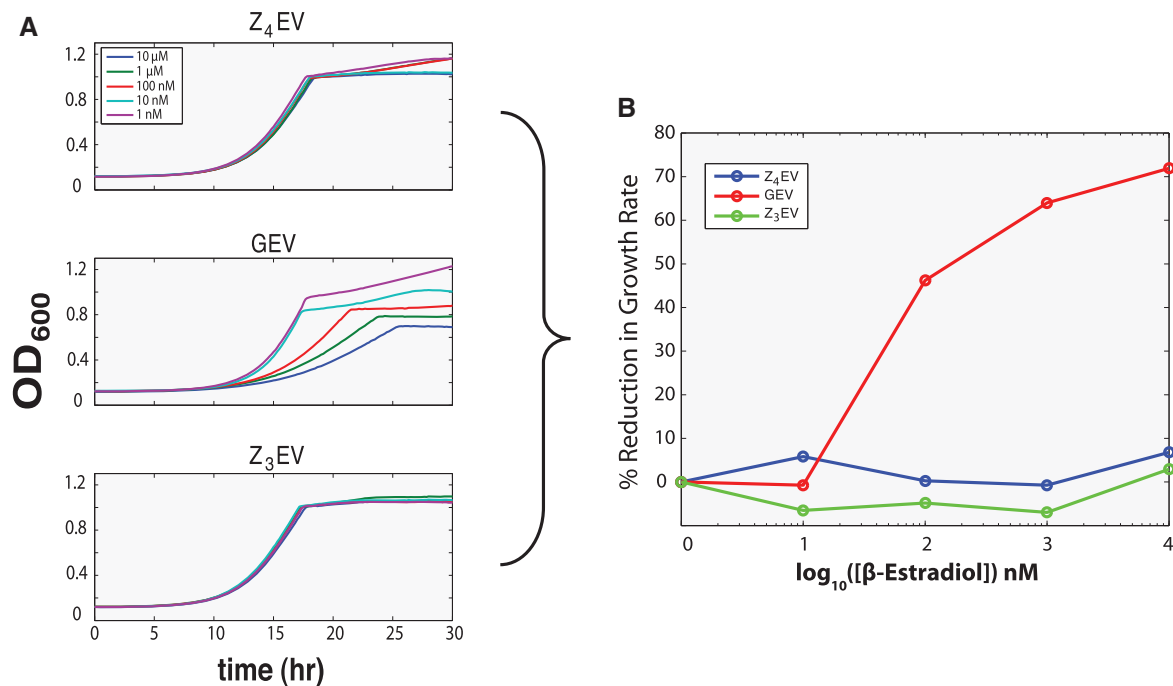 A
Z₄EV
1.2
0.8
0.4
0
10 µM
1 µM
100 nM
10 nM
1 nM
GEV
1.2
0.8
0.4
0
Z₃EV
1.2
0.8
0.4
0
0 5 10 15 20 25 30
OD₆₀₀
time (hr)
B
80
70
60
50
40
30
20
10
0
% Reduction in Growth Rate
Z₄EV
GEV
Z₃EV
0 1 2 3 4
log₁₀([β-Estradiol]) nM